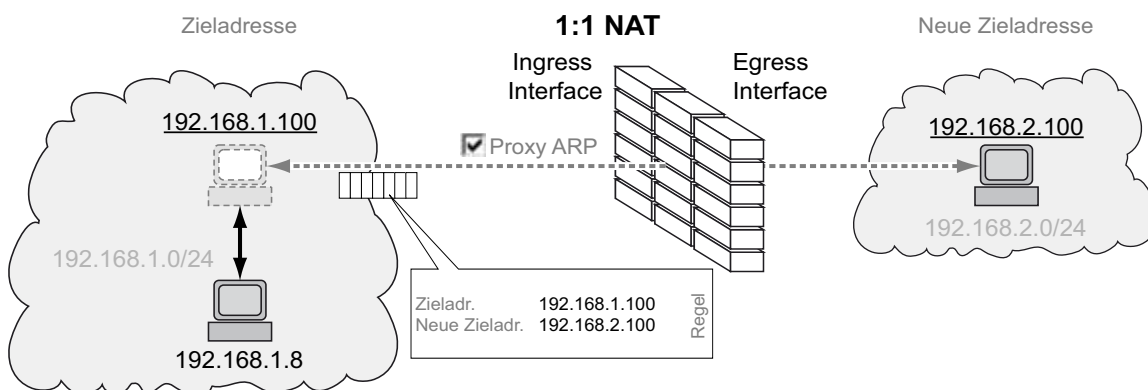 Zieladresse
1:1 NAT
Neue Zieladresse
Ingress
Interface
Egress
Interface
192.168.1.100
Proxy ARP
192.168.2.100
192.168.2.0/24
192.168.1.0/24
192.168.1.8
Zieladr. 192.168.1.100
Neue Zieladr. 192.168.2.100
Regel